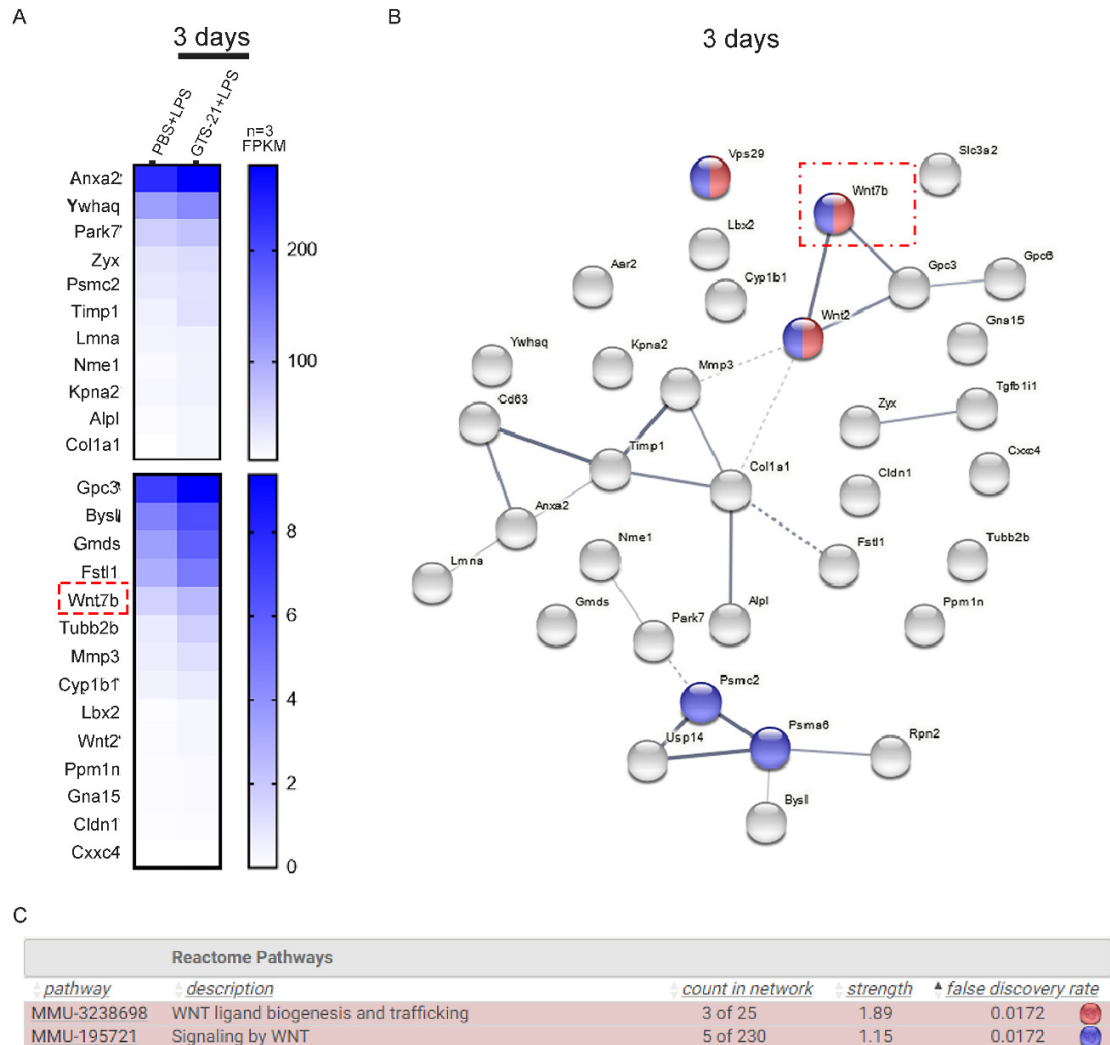 A
3 days
PBS+LPS
GTS-21+LPS
n=3
FPKM
Anxa2
Ywhaq
Park7
Zyx
Psmc2
Timp1
Lmna
Nme1
Kpna2
Alpl
Col1a1
200
100
Gpc3
Bysl
Gmds
Fstl1
Wnt7b
Tubb2b
Mmp3
Cyp1b1
Lbx2
Wnt2
Ppm1n
Gna15
Cldn1
Cxxc4
8
6
4
2
0
B
3 days
Vps29
Slc3a2
Wnt7b
Lbx2
Gpc3
Gpc6
Aar2
Cyp1b1
Wnt2
Gna15
Ywhaq
Kpna2
Mmp3
Cd63
Zyx
Tgfb1i1
Timp1
Col1a1
Cldn1
Cxxc4
Anxa2
Lmna
Nme1
Fstl1
Tubb2b
Gmds
Park7
Alpl
Ppm1n
Psmc2
Usp14
Psma6
Rpn2
Bysl
C
Reactome Pathways
pathway description count in network strength false discovery rate
MMU-3238698 WNT ligand biogenesis and trafficking 3 of 25 1.89 0.0172
MMU-195721 Signaling by WNT 5 of 230 1.15 0.0172